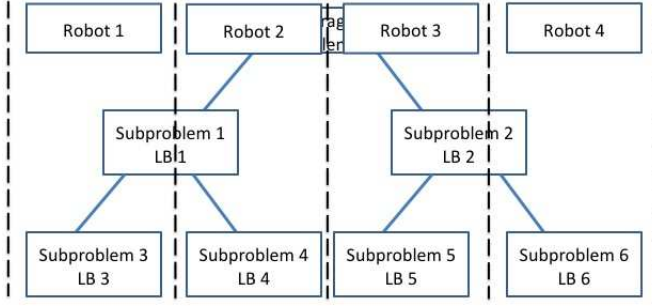 Robot 1
Robot 2
Robot 3
Robot 4
Subproblem 1
LB 1
Subproblem 2
LB 2
Subproblem 3
LB 3
Subproblem 4
LB 4
Subproblem 5
LB 5
Subproblem 6
LB 6